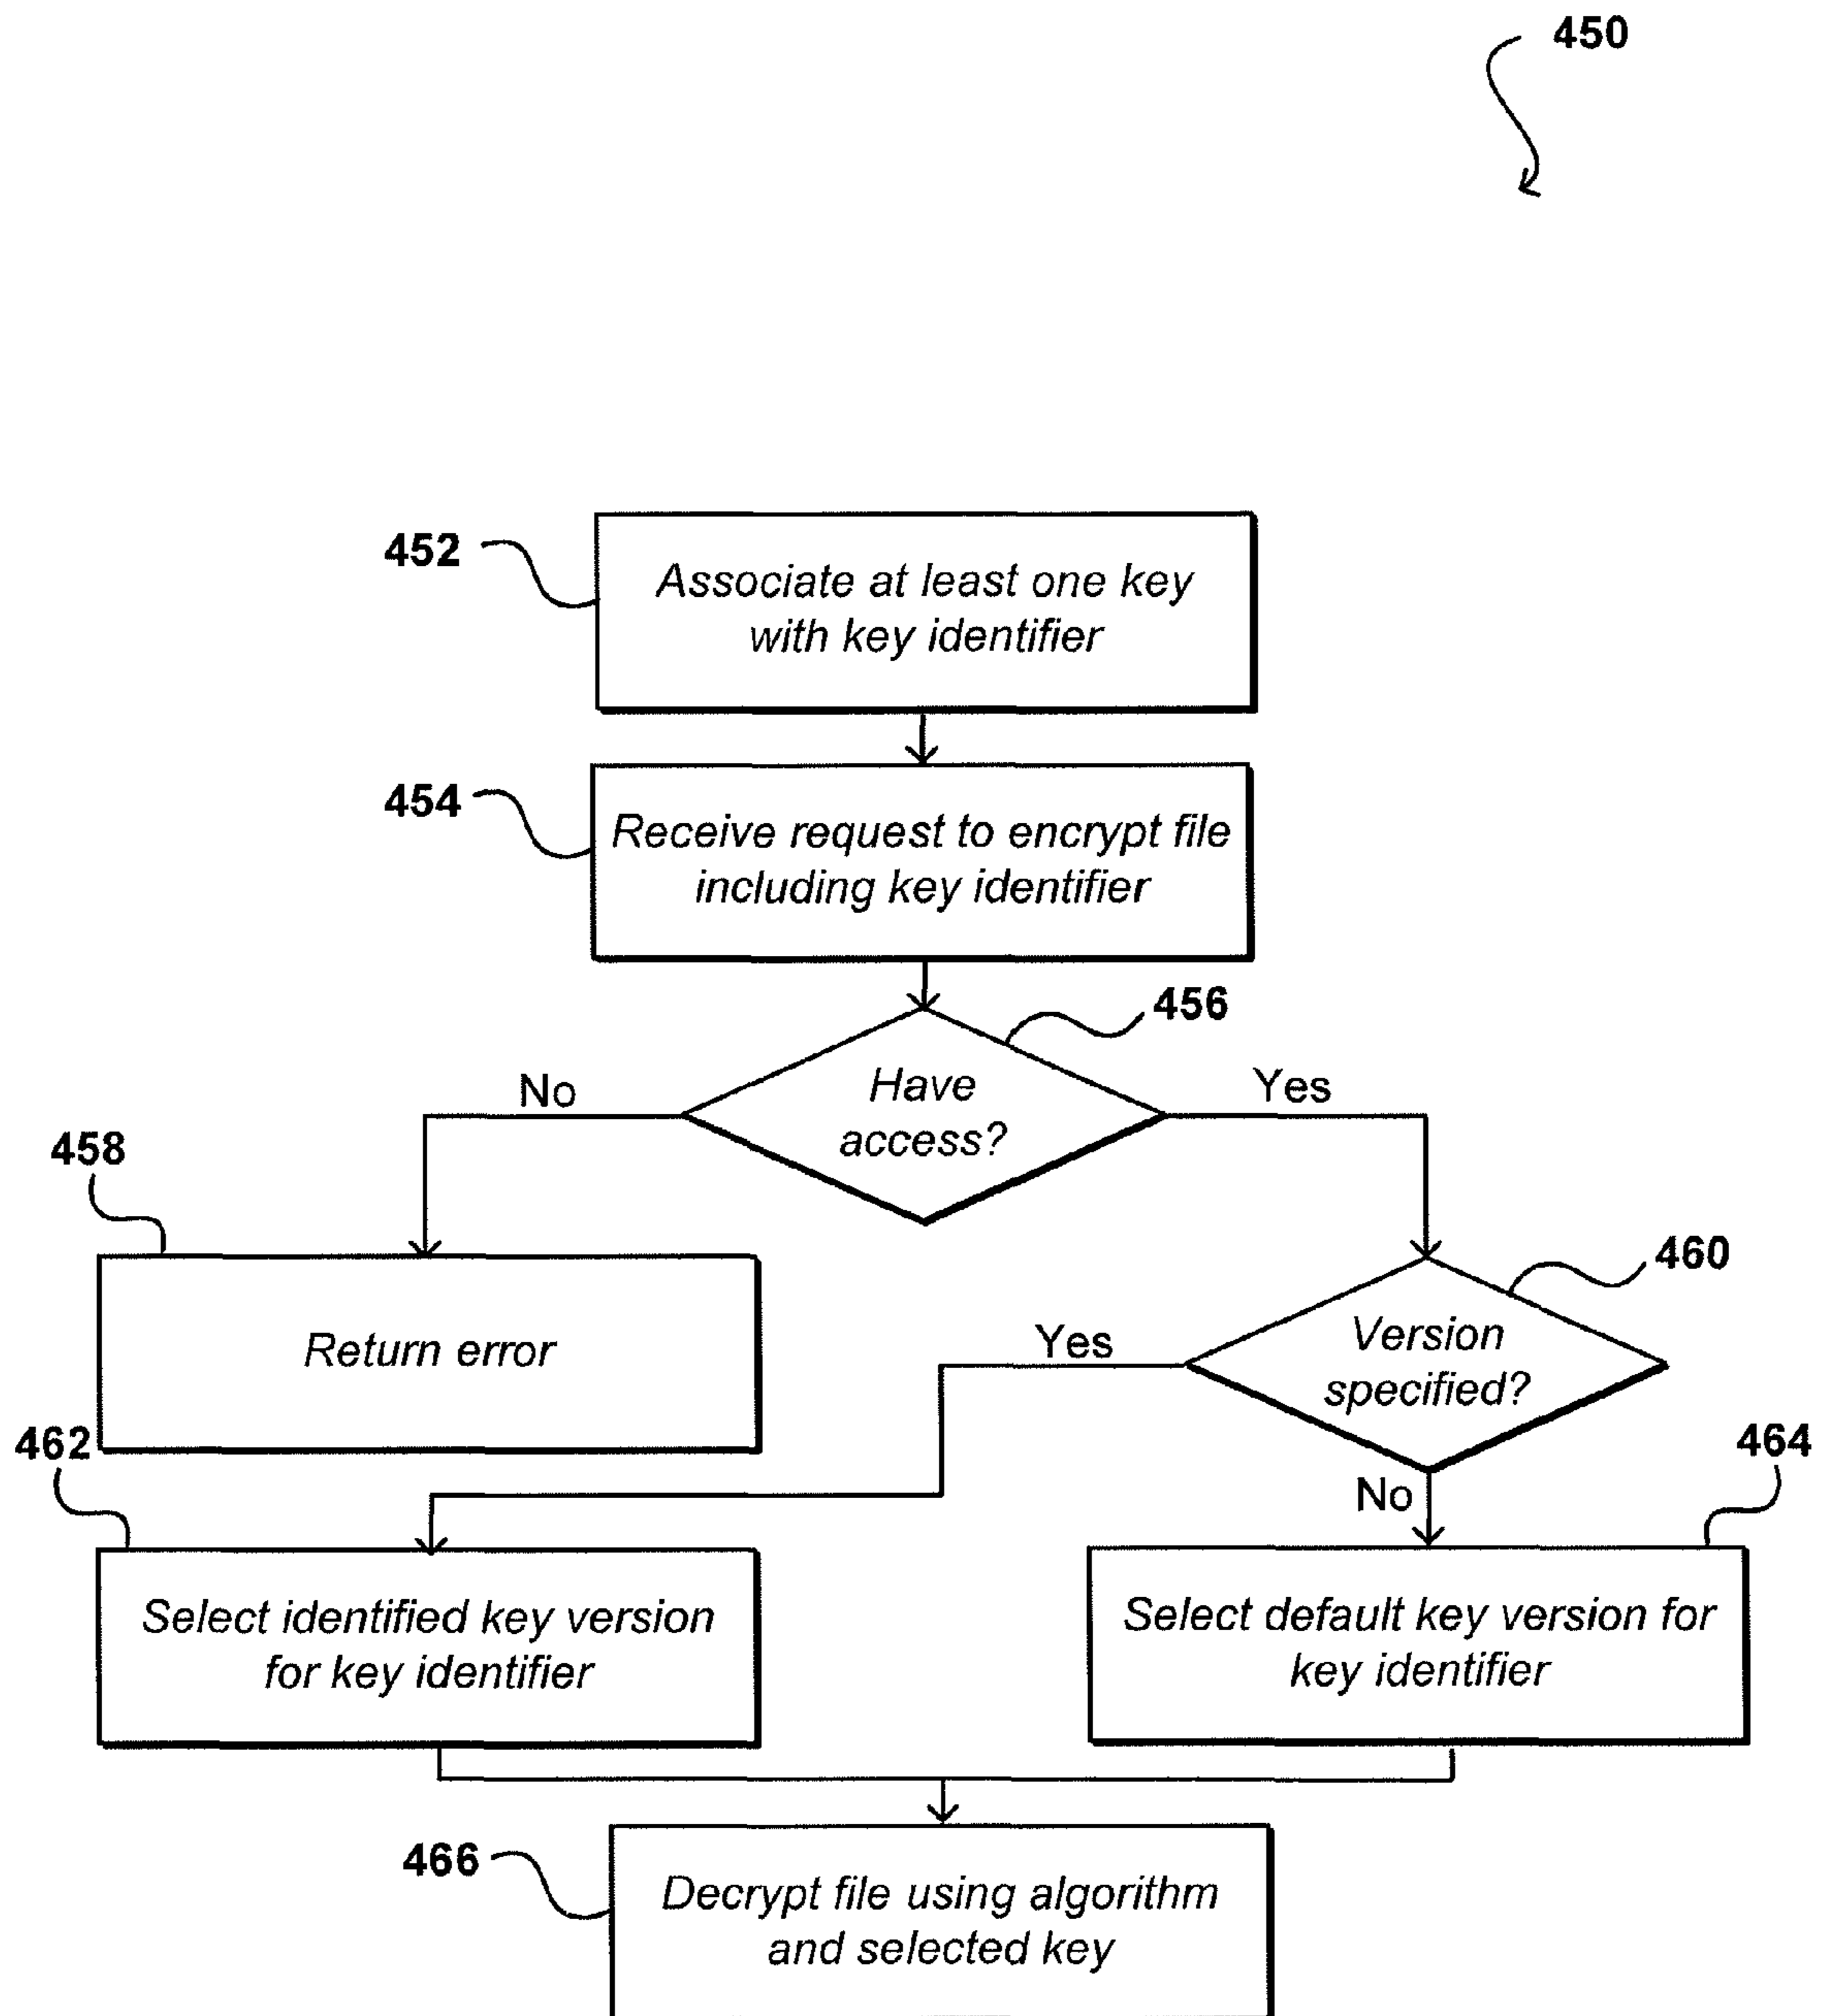 450
452
Associate at least one key
with key identifier
454
Receive request to encrypt file
including key identifier
456
Have
access?
No
Yes
458
Return error
460
Version
specified?
Yes
No
462
Select identified key version
for key identifier
464
Select default key version for
key identifier
466
Decrypt file using algorithm
and selected key